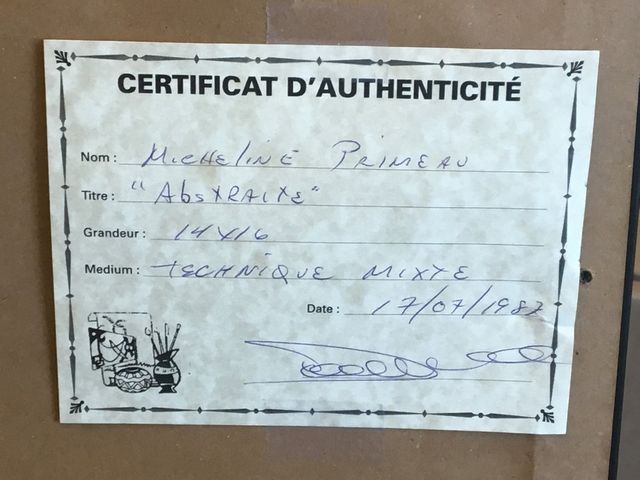 CERTIFICAT D'AUTHENTICITÉ
Nom : MICHELINE PRIMEAU
Titre : "AbSTRAITE"
Grandeur : 14X16
Medium : TECHNIQUE MIXTE
Date : 17/07/1987